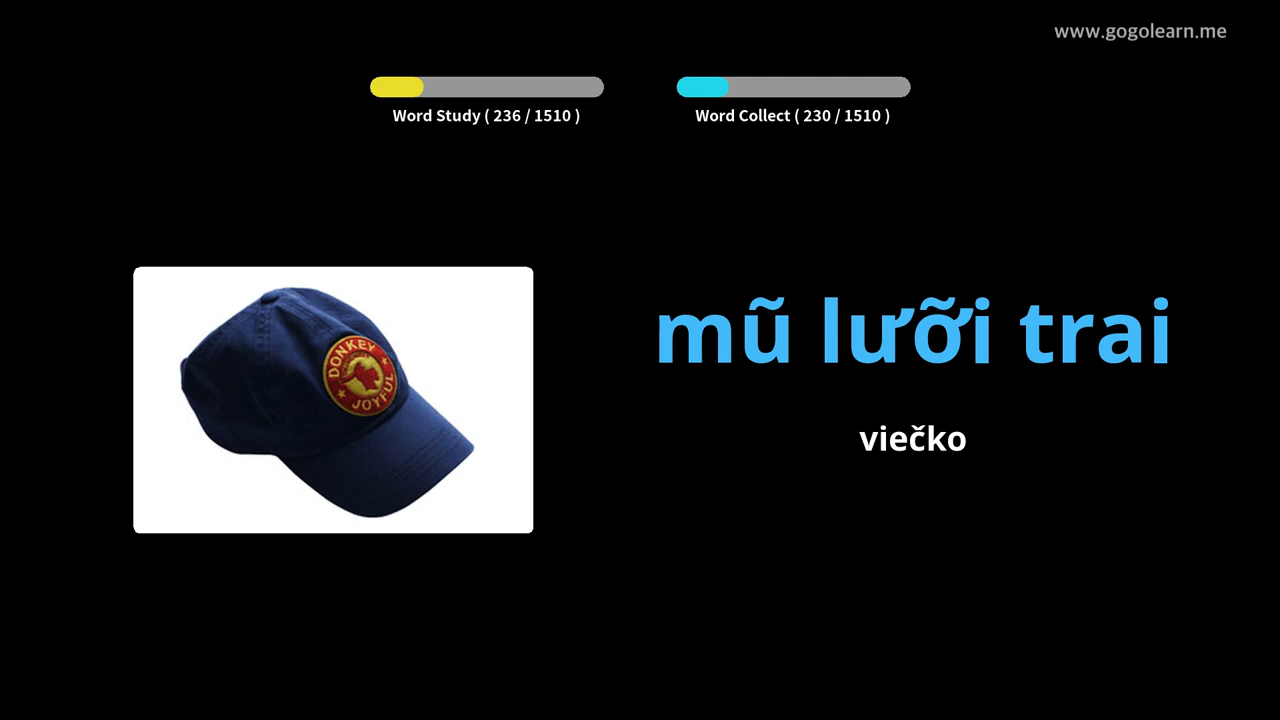 www.gogolearn.me
Word Study ( 236 / 1510 )
Word Collect ( 230 / 1510 )
DONKEY
JOYFUL
mũ lưỡi trai
viečko